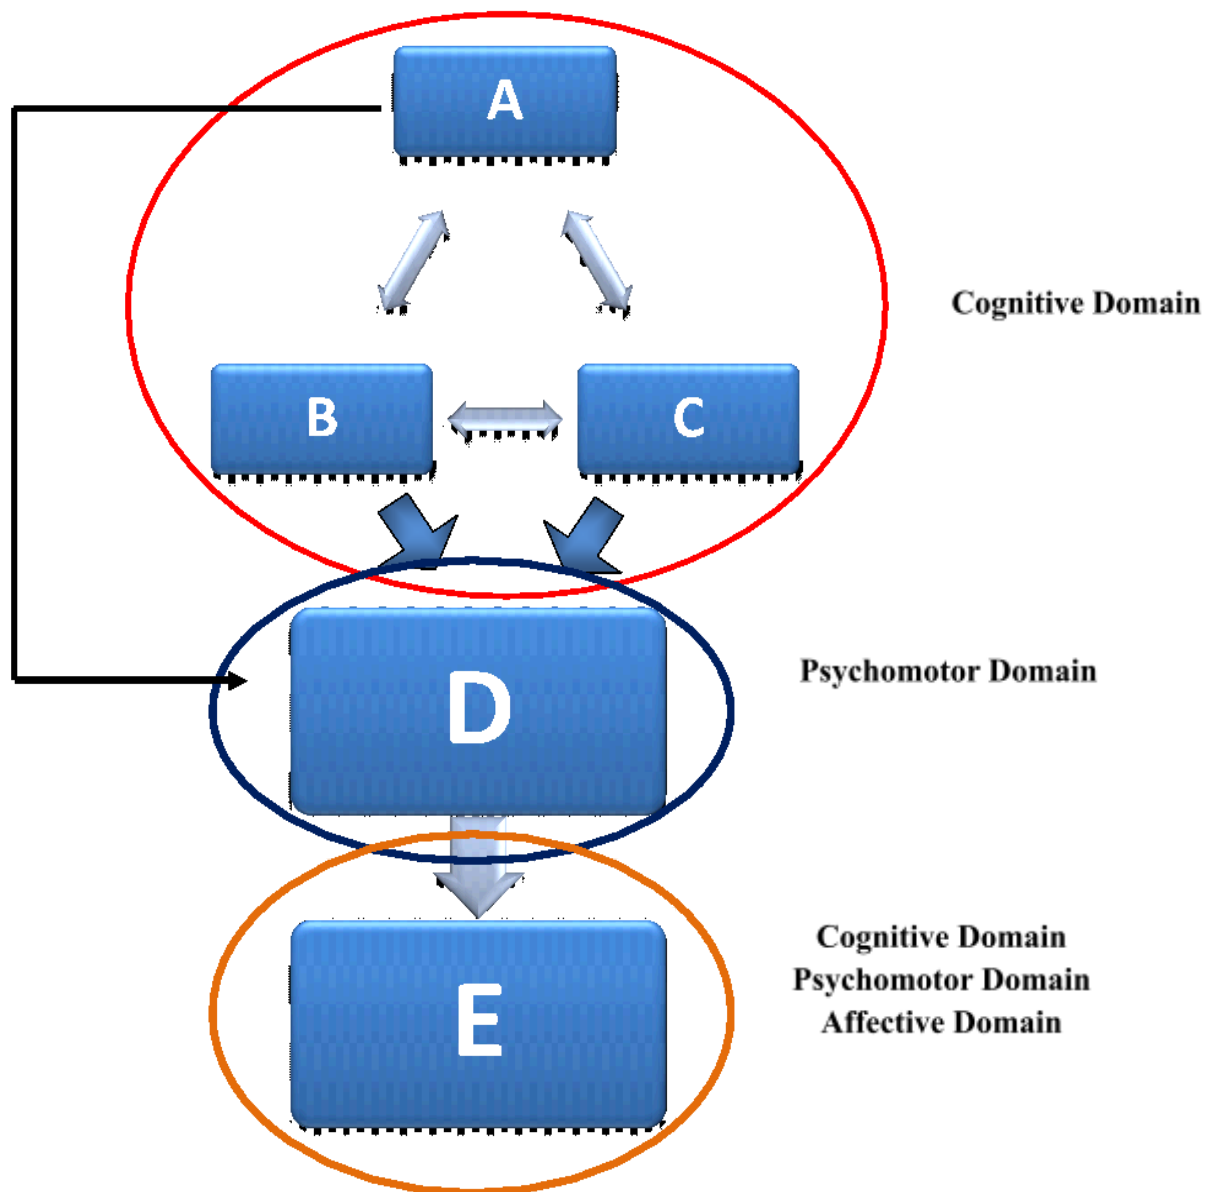 A
Cognitive Domain
B
C
Psychomotor Domain
D
Cognitive Domain
Psychomotor Domain
Affective Domain
E